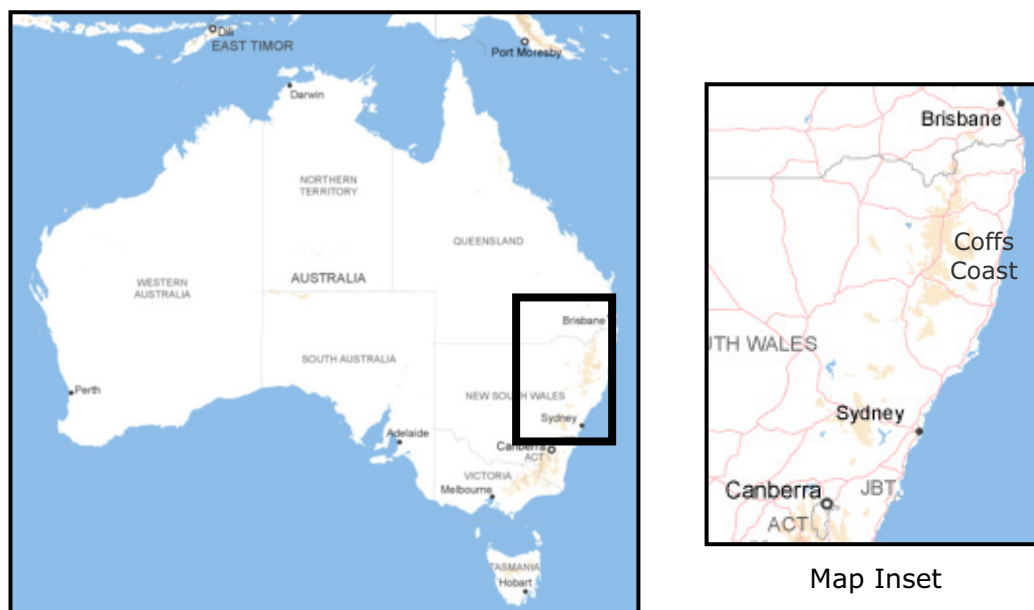 Dili
EAST TIMOR
Port Moresby
Darwin
NORTHERN
TERRITORY
QUEENSLAND
WESTERN
AUSTRALIA
AUSTRALIA
Brisbane
SOUTH AUSTRALIA
Perth
NEW SOUTH WALES
Sydney
Adelaide
Canberra
ACT
VICTORIA
Melbourne
TASMANIA
Hobart
Brisbane
Coffs
Coast
UTH WALES
Sydney
Canberra
JBT
ACT
Map Inset